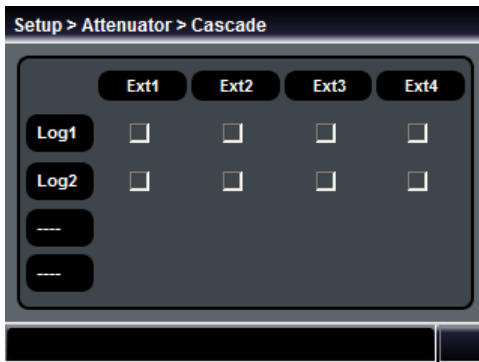 Setup > Attenuator > Cascade
Ext1 Ext2 Ext3 Ext4
Log1
Log2
----
----